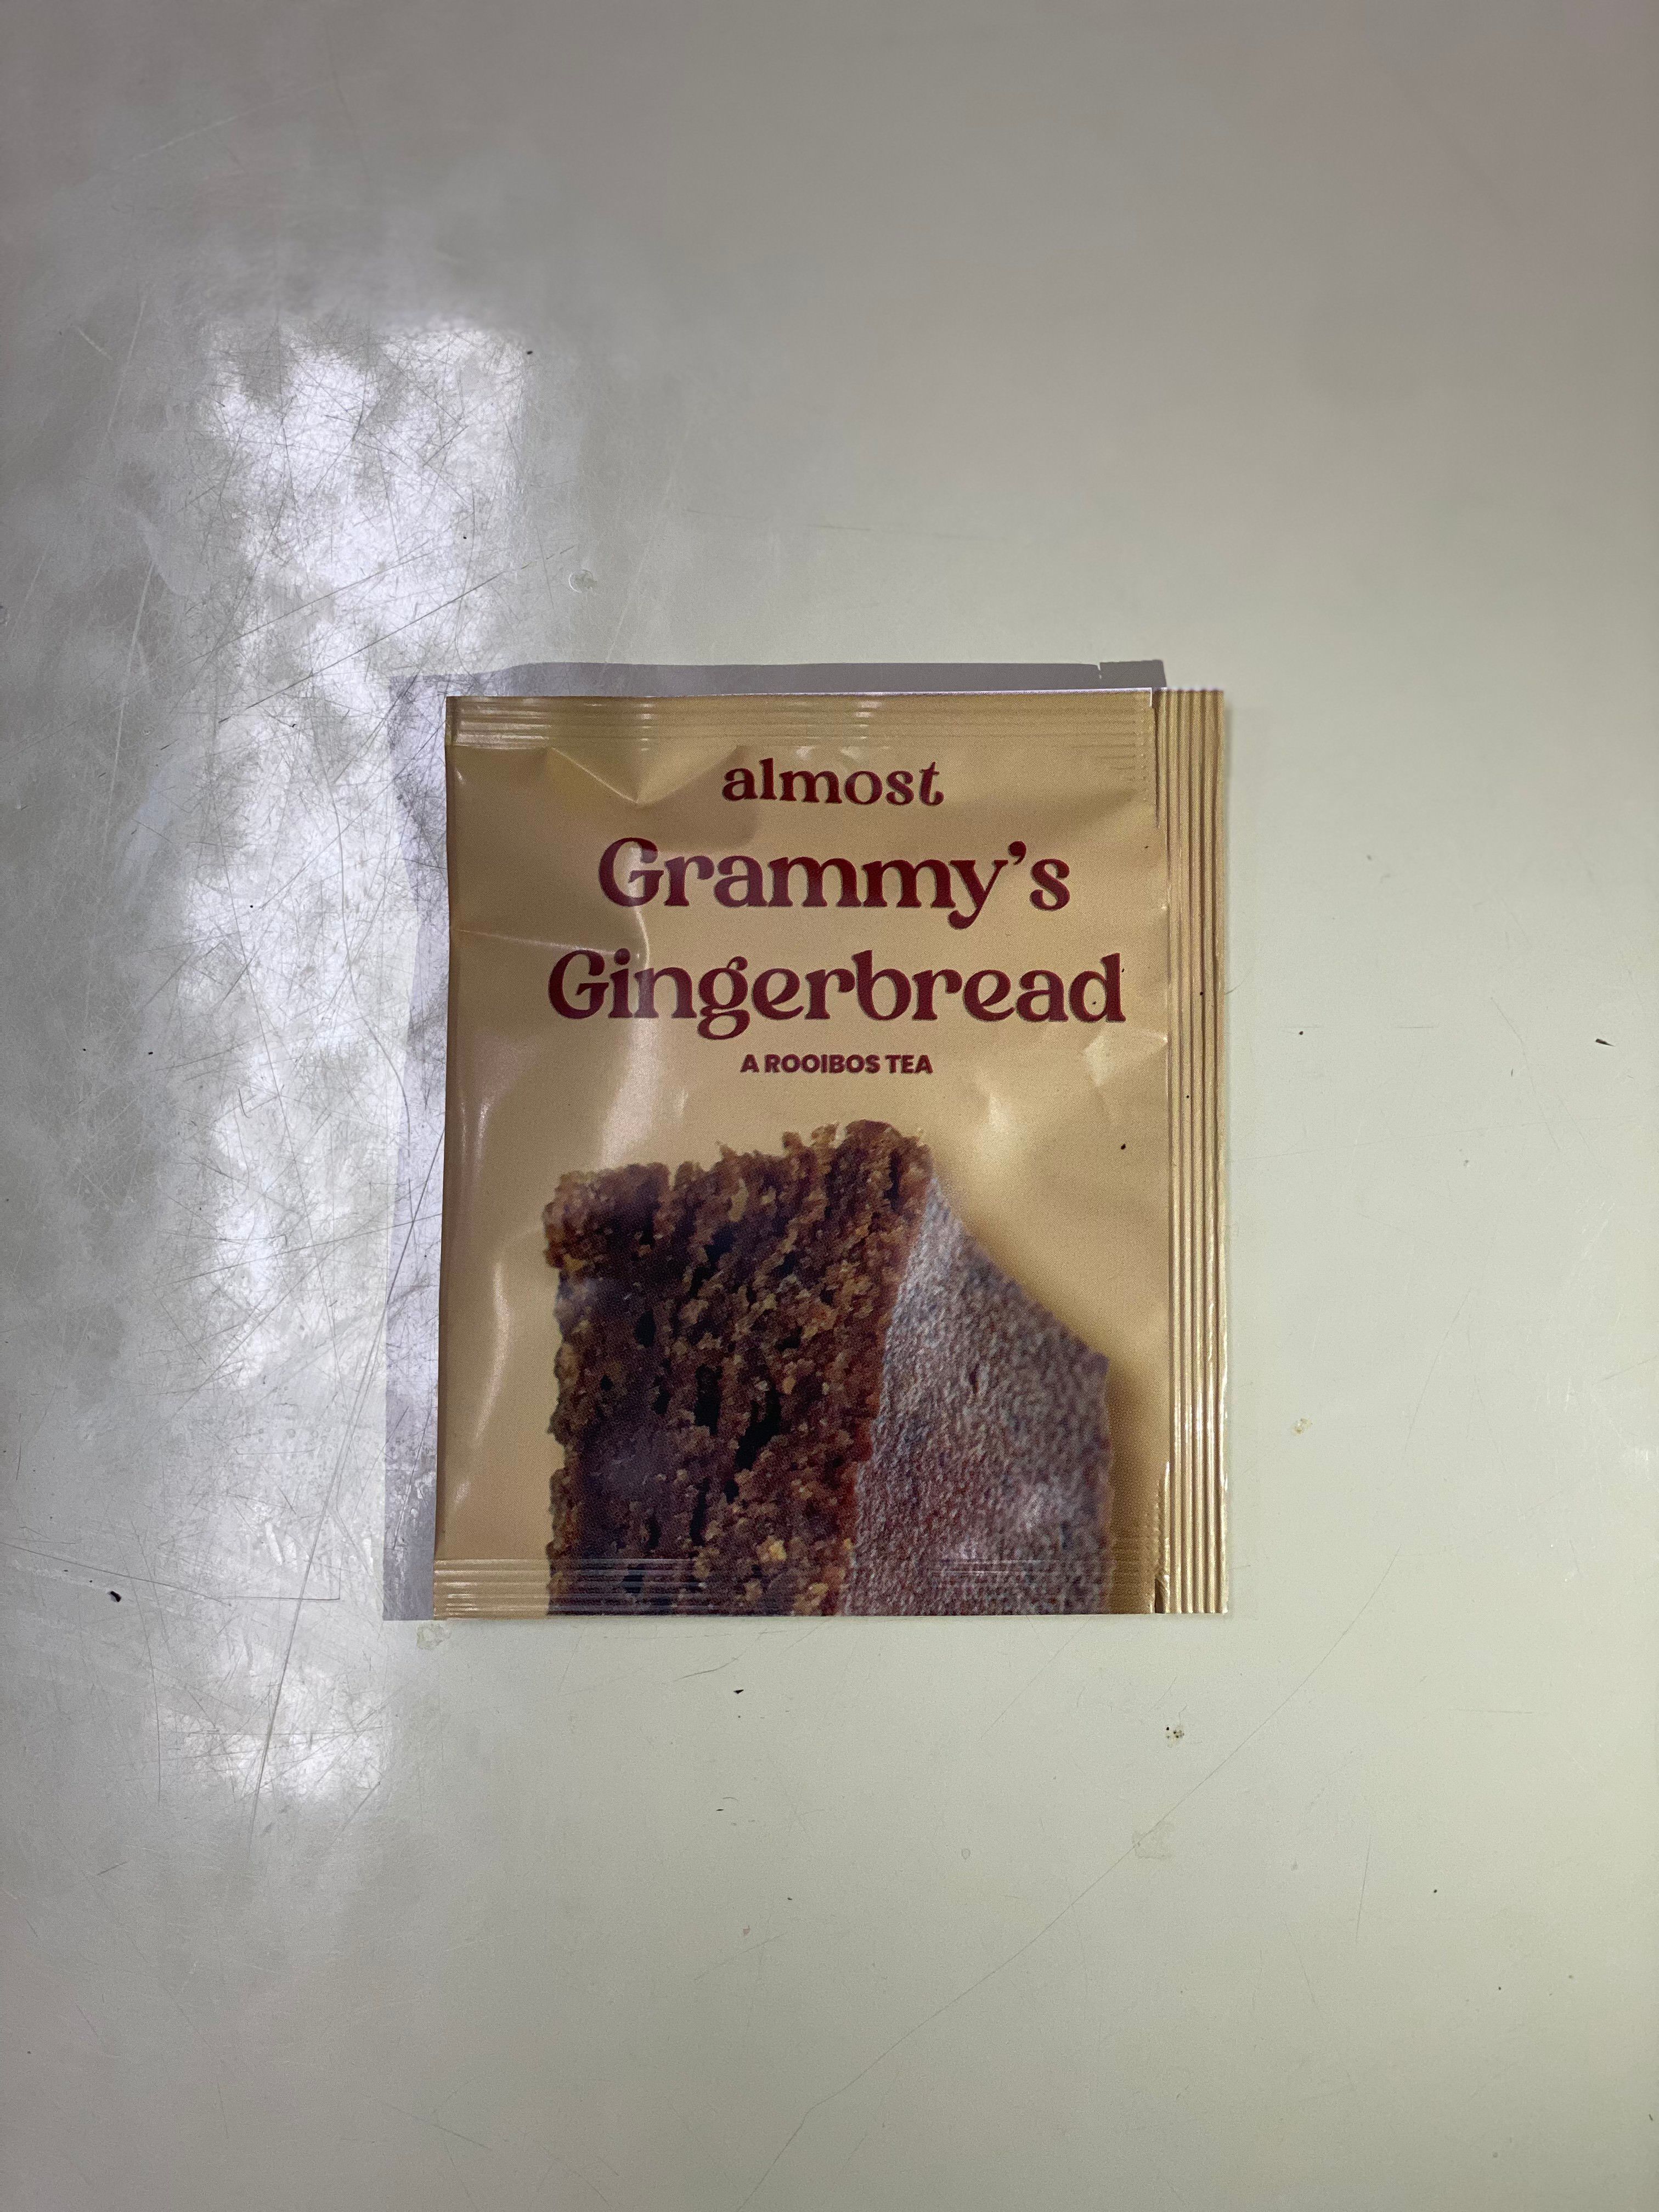 almost
Grammy’s
Gingerbread
A ROOIBOS TEA